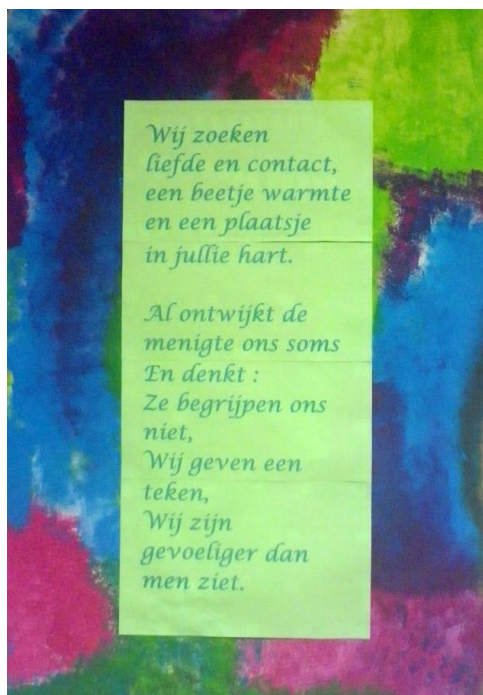 Wij zoeken
liefde en contact,
een beetje warmte
en een plaatsje
in jullie hart.
Al ontwijkt de
menigte ons soms
En denkt :
Ze begrijpen ons
niet,
Wij geven een
teken,
Wij zijn
gevoeliger dan
men ziet.